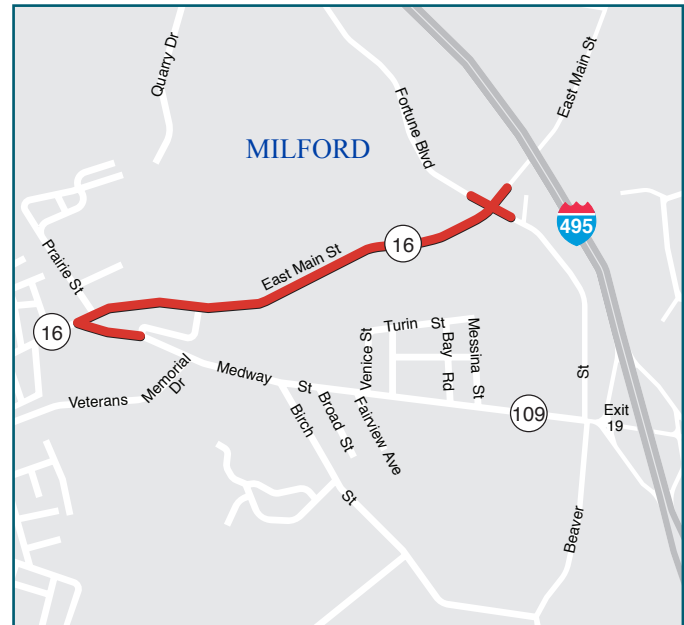 Quarry Dr
East Main St
MILFORD
Fortune Blvd
495
16
East Main St
Prairie St
16
Turin St
Messina St
Venice St
Bay Rd
Memorial Dr
Veterans
Medway St
St
109
Exit
19
Birch St
Broad St
Fairview Ave
Beaver